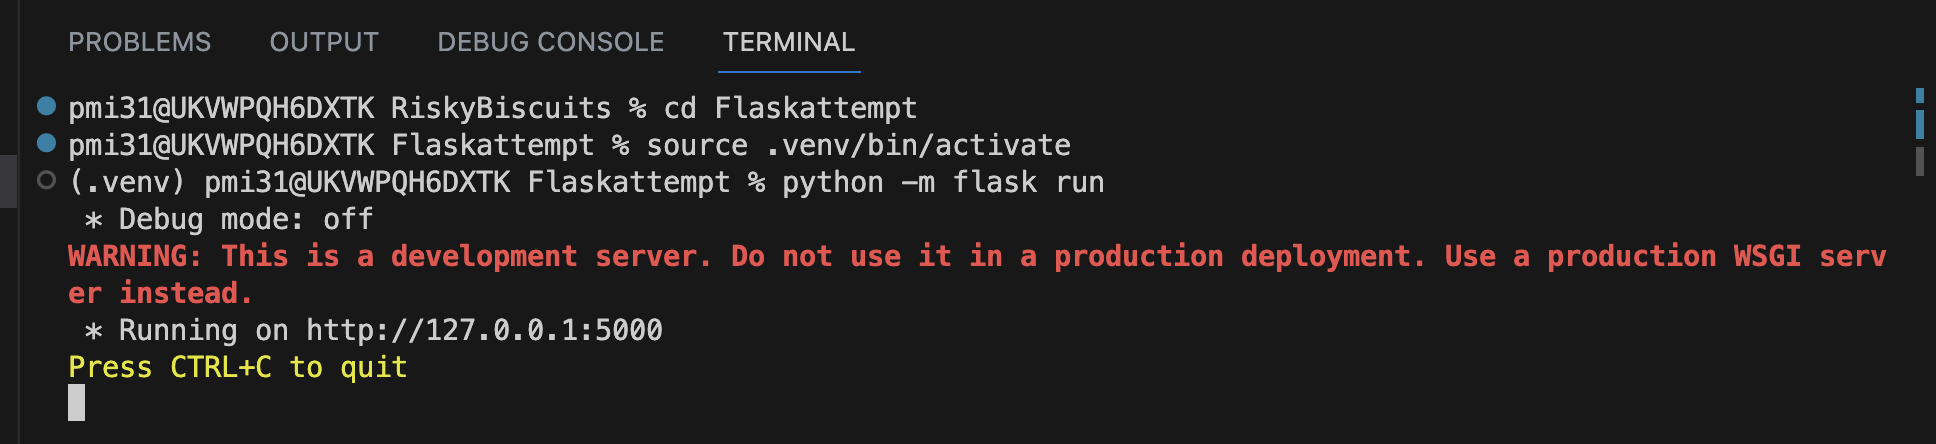 PROBLEMS OUTPUT DEBUG CONSOLE TERMINAL
pmi31@UKVWPQH6DXTK RiskyBiscuits % cd Flaskattempt
pmi31@UKVWPQH6DXTK Flaskattempt % source .venv/bin/activate
(.venv) pmi31@UKVWPQH6DXTK Flaskattempt % python -m flask run
 * Debug mode: off
WARNING: This is a development server. Do not use it in a production deployment. Use a production WSGI serv
er instead.
 * Running on http://127.0.0.1:5000
Press CTRL+C to quit